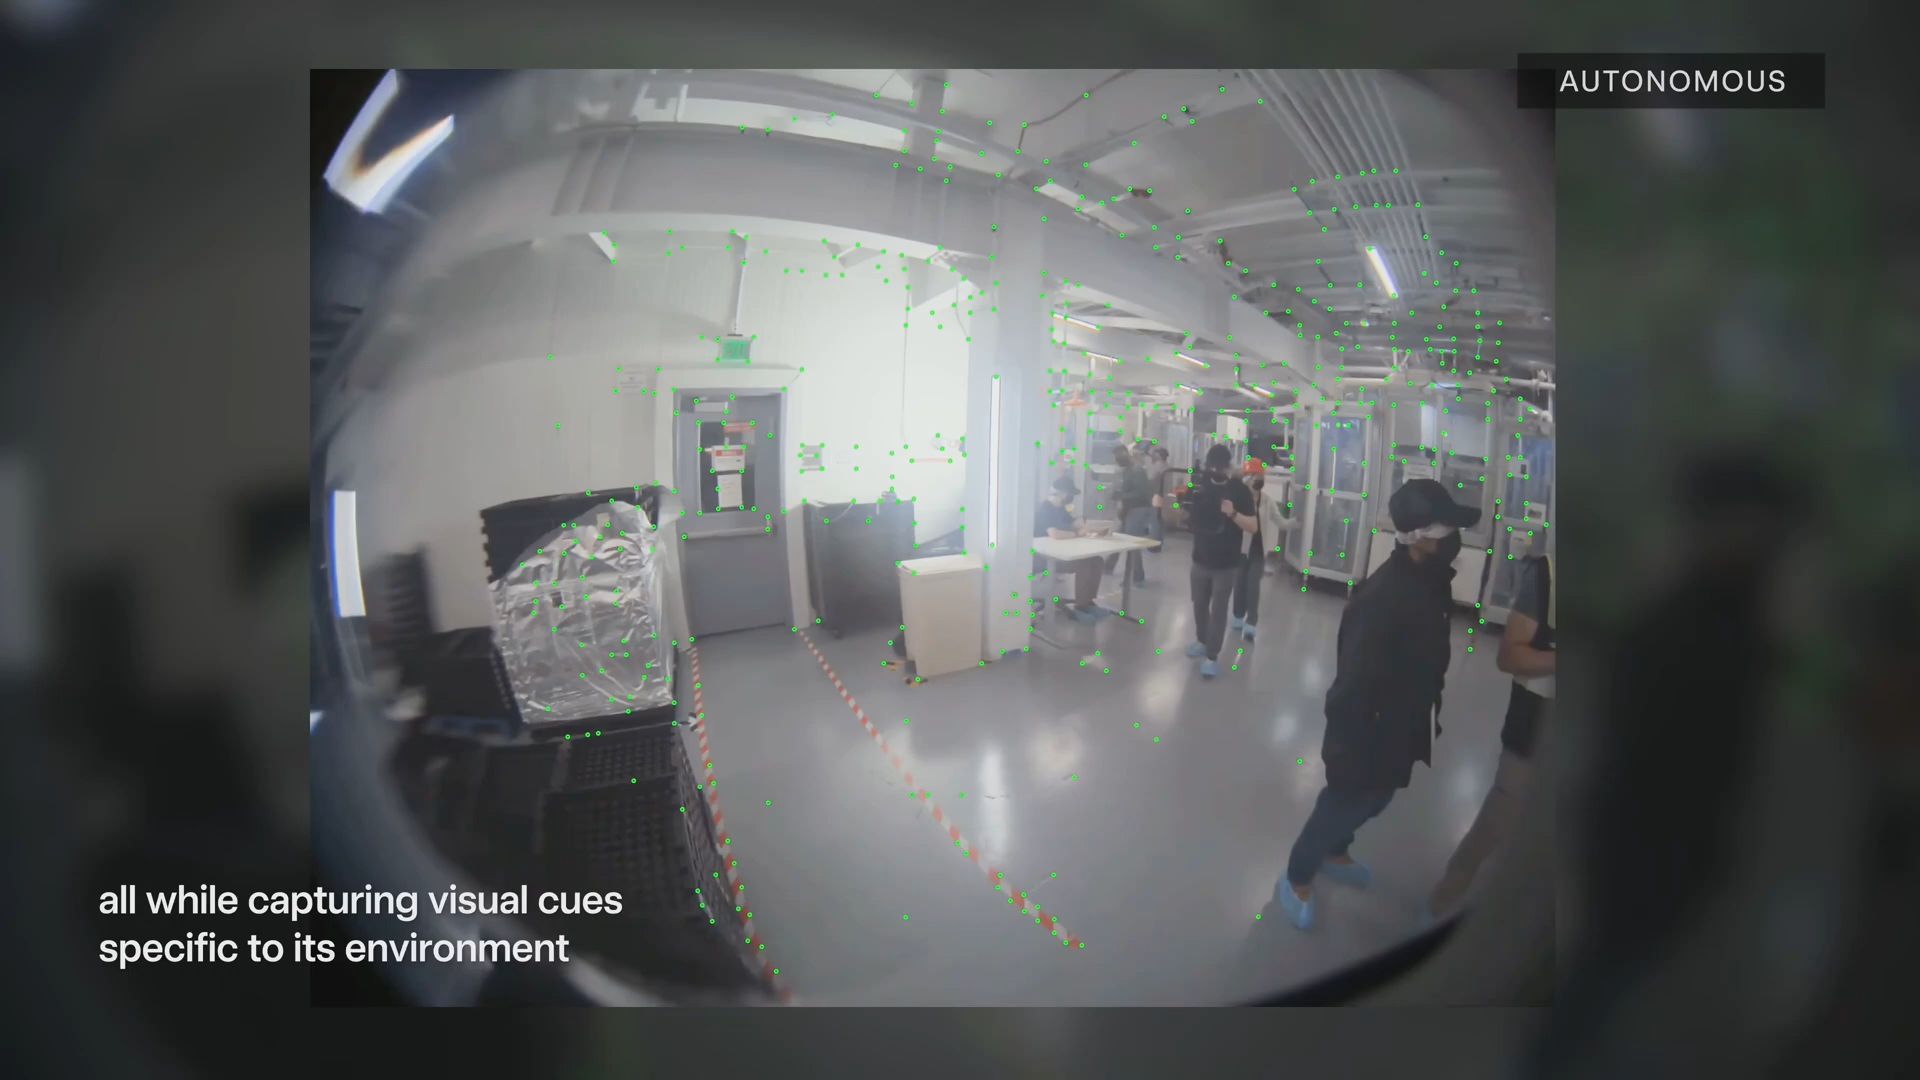 AUTONOMOUS
all while capturing visual cues
specific to its environment